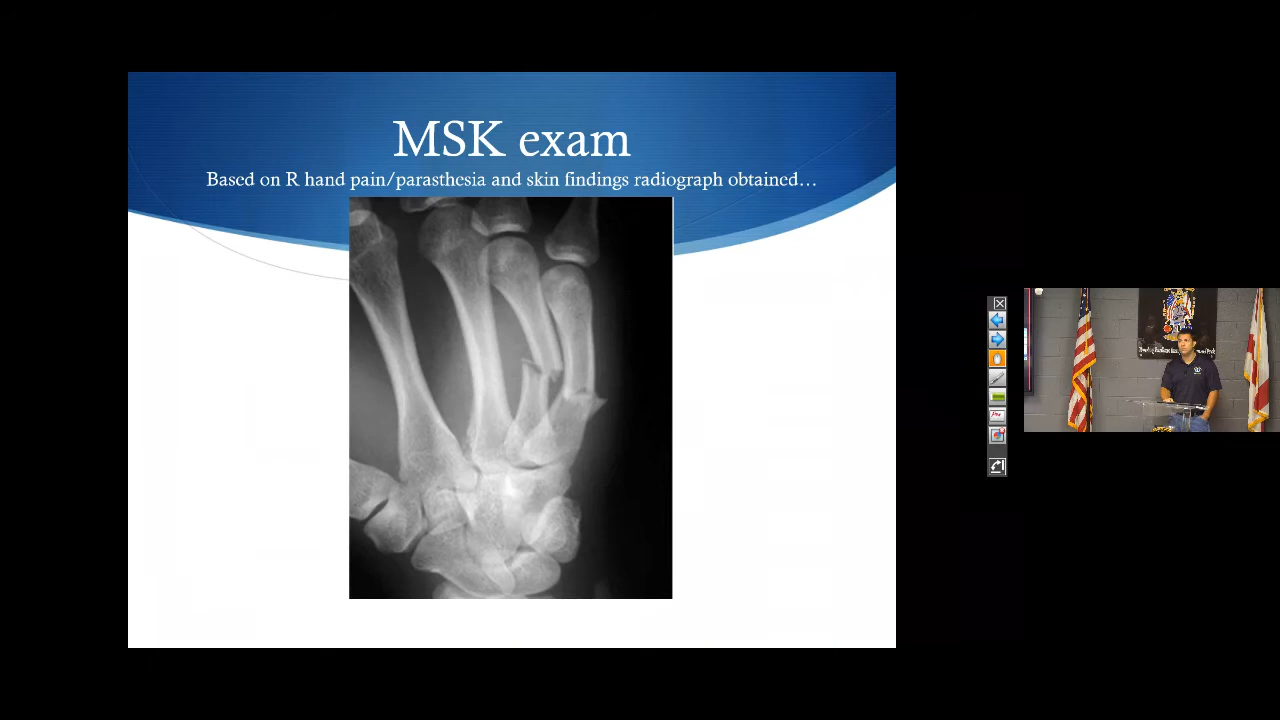 MSK exam
Based on R hand pain/parasthesia and skin findings radiograph obtained…